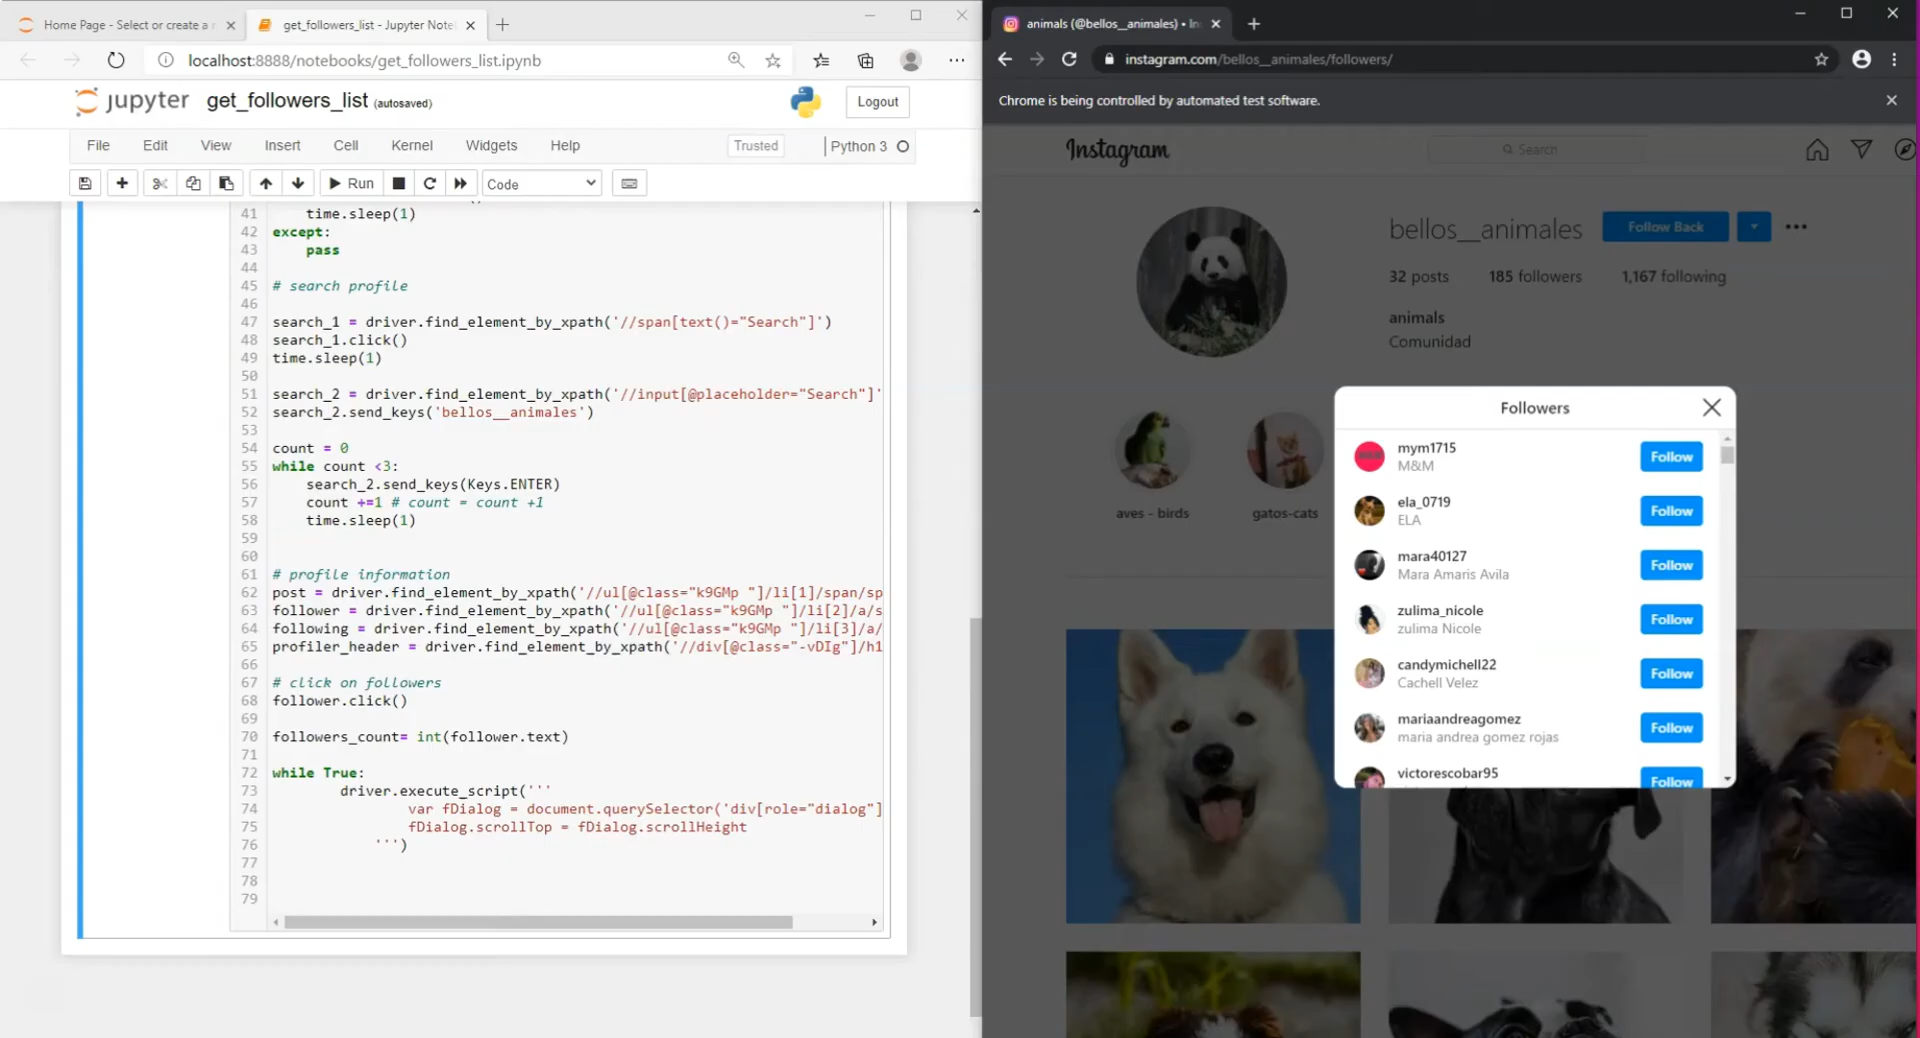 Home Page - Select or create a n
get_followers_list - Jupyter Note
localhost:8888/notebooks/get_followers_list.ipynb
jupyter
get_followers_list (autosaved)
Logout
File
Edit
View
Insert
Cell
Kernel
Widgets
Help
Trusted
Python 3
Run
Code
41 time.sleep(1)
42 except:
43 pass
44
45 # search profile
46
47 search_1 = driver.find_element_by_xpath('//span[text()="Search"]')
48 search_1.click()
49 time.sleep(1)
50
51 search_2 = driver.find_element_by_xpath('//input[@placeholder="Search"]'
52 search_2.send_keys('bellos__animales')
53
54 count = 0
55 while count <3:
56 search_2.send_keys(Keys.ENTER)
57 count +=1 # count = count +1
58 time.sleep(1)
59
60
61 # profile information
62 post = driver.find_element_by_xpath('//ul[@class="k9GMp "]/li[1]/span/sp
63 follower = driver.find_element_by_xpath('//ul[@class="k9GMp "]/li[2]/a/s
64 following = driver.find_element_by_xpath('//ul[@class="k9GMp "]/li[3]/a/
65 profiler_header = driver.find_element_by_xpath('//div[@class="-vDIg"]/h1
66
67 # click on followers
68 follower.click()
69
70 followers_count= int(follower.text)
71
72 while True:
73 driver.execute_script('''
74 var fDialog = document.querySelector('div[role="dialog"]
75 fDialog.scrollTop = fDialog.scrollHeight
76 ''')
77
78
79
animals (@bellos__animales) • In
instagram.com/bellos__animales/followers/
Chrome is being controlled by automated test software.
Instagram
Search
bellos__animales
Follow Back
32 posts
185 followers
1,167 following
animals
Comunidad
aves - birds
gatos-cats
Followers
mym1715
M&M
Follow
ela_0719
ELA
Follow
mara40127
Mara Amaris Avila
Follow
zulima_nicole
zulima Nicole
Follow
candymichell22
Cachell Velez
Follow
mariaandreagomez
maria andrea gomez rojas
Follow
victorescobar95
Follow